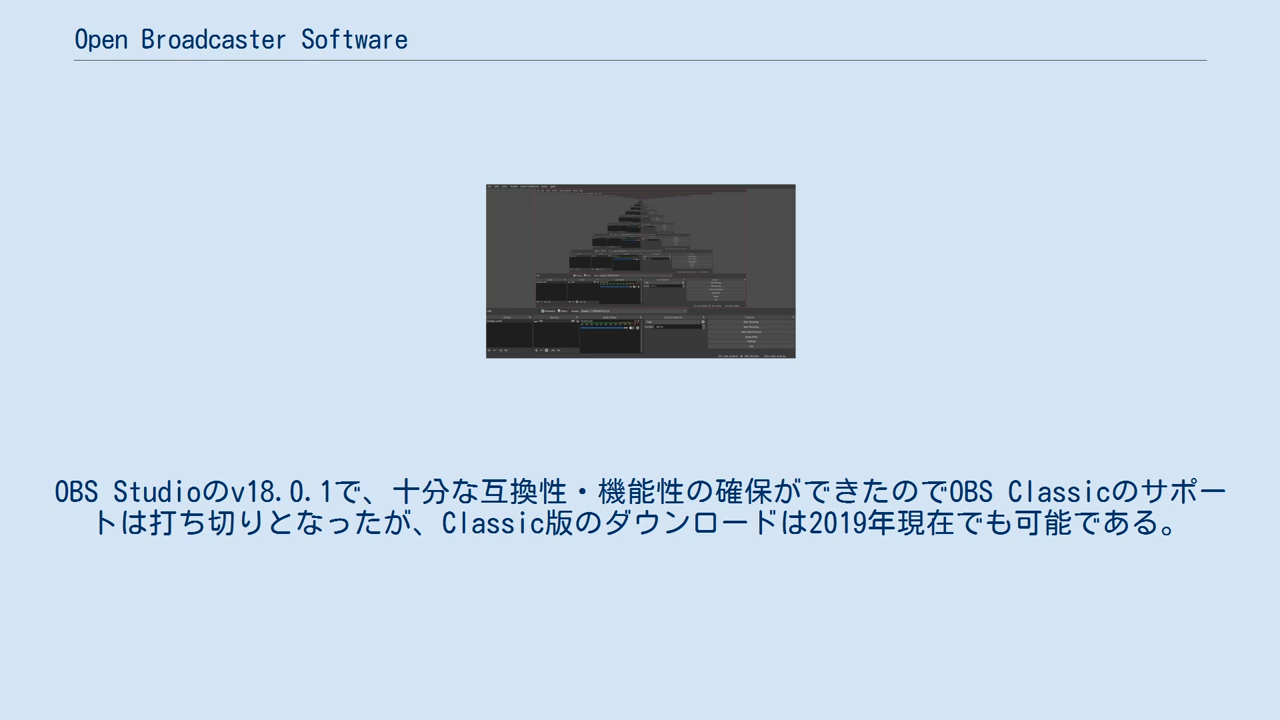 Open Broadcaster Software
OBS Studioのv18.0.1で、十分な互換性・機能性の確保ができたのでOBS Classicのサポー
トは打ち切りとなったが、Classic版のダウンロードは2019年現在でも可能である。